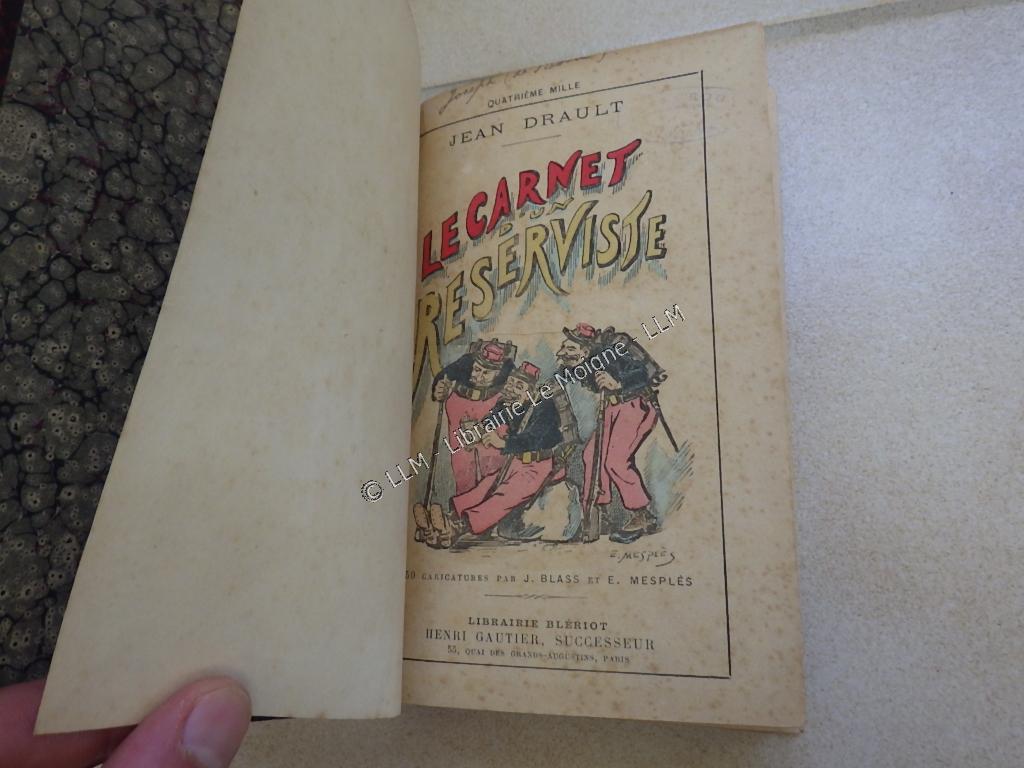 Joseph
QUATRIÈME MILLE
JEAN DRAULT
LE CARNET
D'UN
RÉSERVISTE
© LLM - Librairie Le Moigne - LLM
E. MESPLÈS
50 CARICATURES PAR J. BLASS ET E. MESPLÈS
LIBRAIRIE BLÉRIOT
HENRI GAUTIER, SUCCESSEUR
55, QUAI DES GRANDS-AUGUSTINS, PARIS